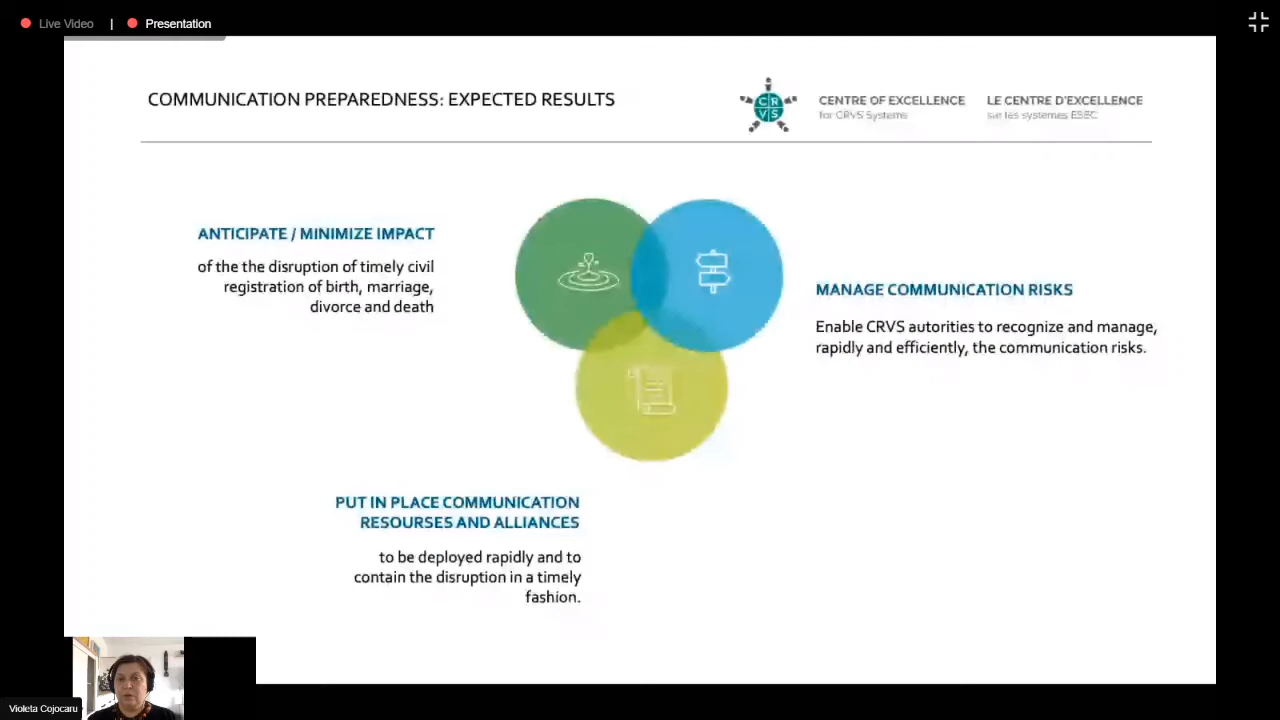 Live Video | Presentation
COMMUNICATION PREPAREDNESS: EXPECTED RESULTS
CRVS
CENTRE OF EXCELLENCE
for CRVS Systems
LE CENTRE D'EXCELLENCE
sur les systèmes ESEC
ANTICIPATE / MINIMIZE IMPACT
of the the disruption of timely civil
registration of birth, marriage,
divorce and death
MANAGE COMMUNICATION RISKS
Enable CRVS autorities to recognize and manage,
rapidly and efficiently, the communication risks.
PUT IN PLACE COMMUNICATION
RESOURSES AND ALLIANCES
to be deployed rapidly and to
contain the disruption in a timely
fashion.
Violeta Cojocaru